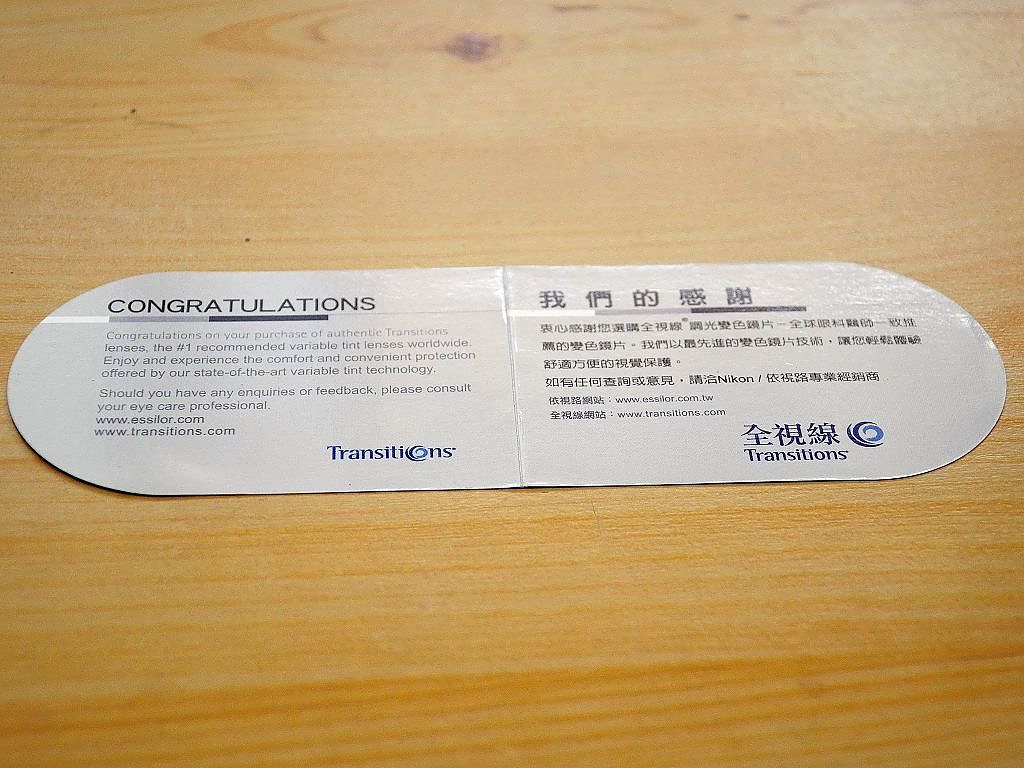 CONGRATULATIONS
Congratulations on your purchase of authentic Transitions
lenses, the #1 recommended variable tint lenses worldwide.
Enjoy and experience the comfort and convenient protection
offered by our state-of-the-art variable tint technology.
Should you have any enquiries or feedback, please consult
your eye care professional.
www.essilor.com
www.transitions.com
Transitions
我們的感謝
衷心感謝您選購全視線®調光變色鏡片－全球眼科醫師一致推
薦的變色鏡片。我們以最先進的變色鏡片技術，讓您輕鬆體驗
舒適方便的視覺保護。
如有任何查詢或意見，請洽Nikon / 依視路專業經銷商
依視路網站：www.essilor.com.tw
全視線網站：www.transitions.com
全視線
Transitions